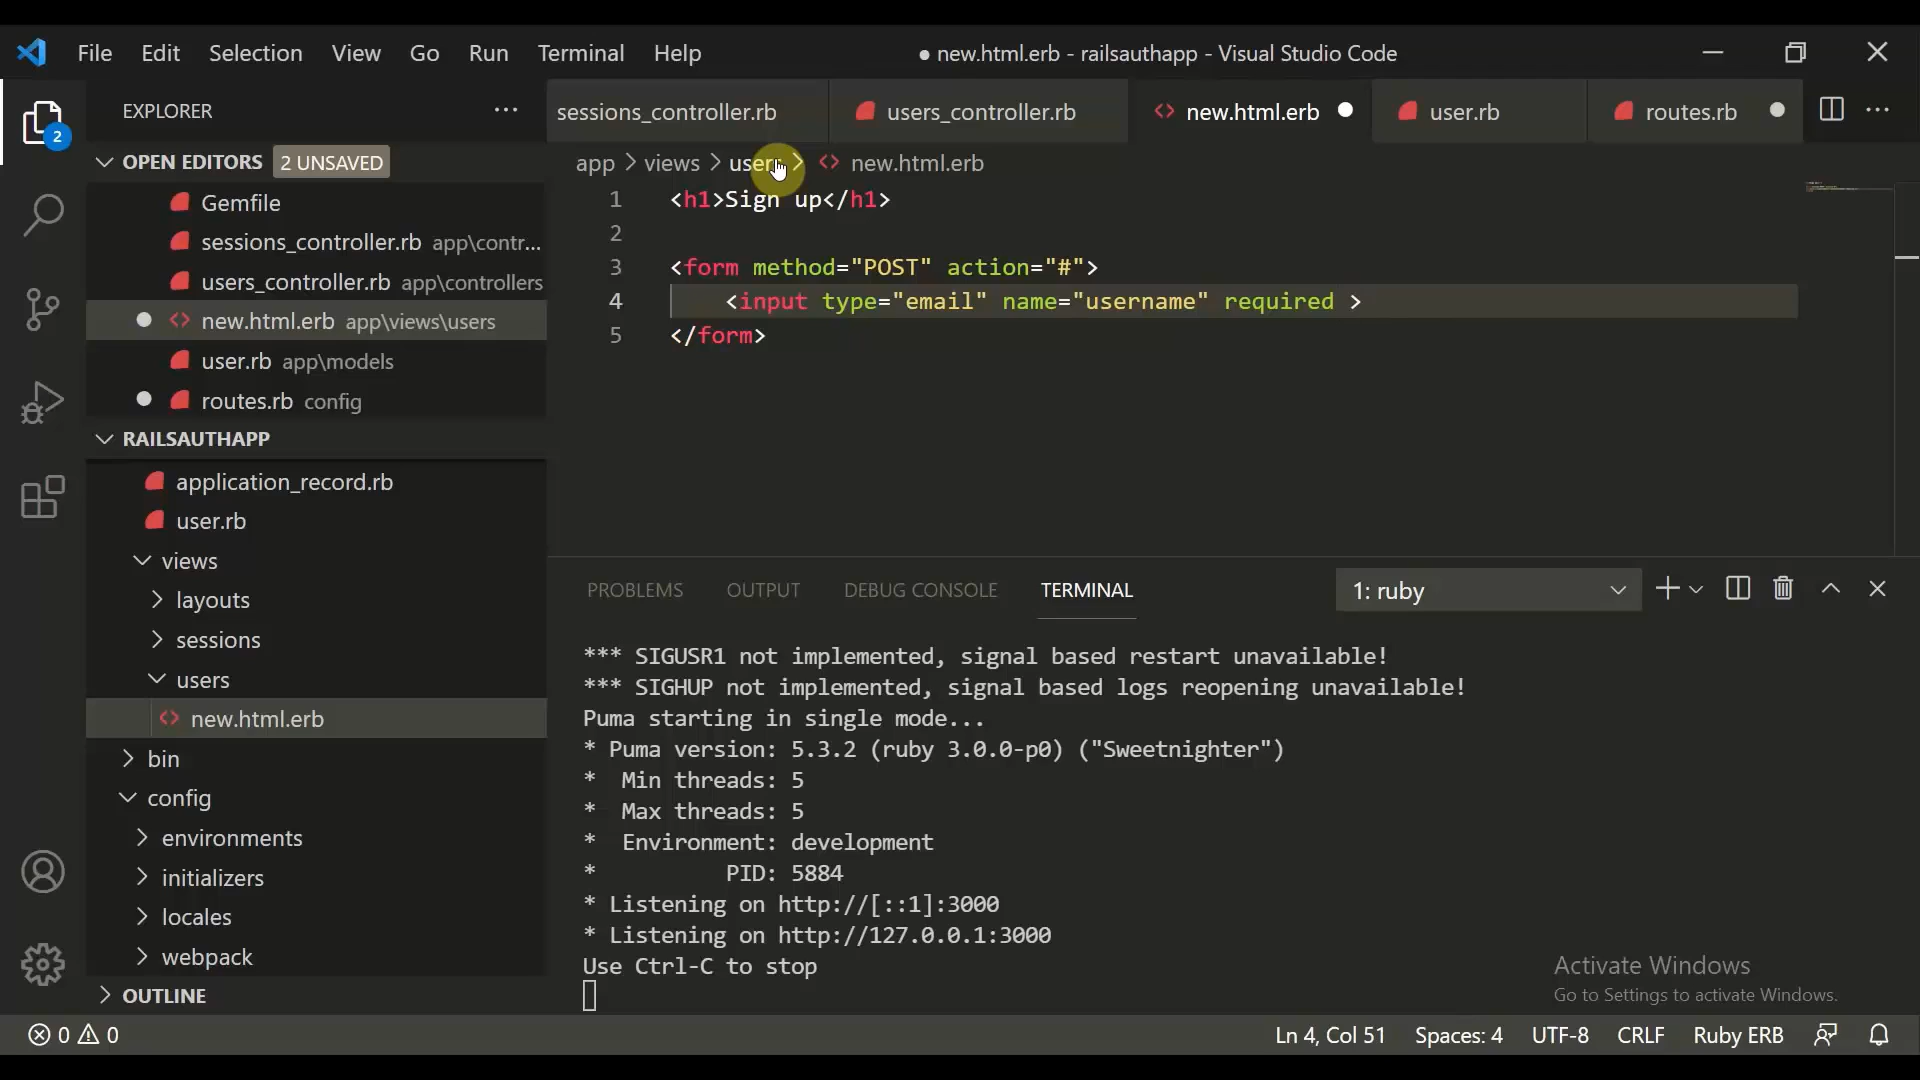 File Edit Selection View Go Run Terminal Help
● new.html.erb - railsauthapp - Visual Studio Code
2
EXPLORER ...
sessions_controller.rb users_controller.rb new.html.erb user.rb routes.rb
OPEN EDITORS 2 UNSAVED
app > views > users > new.html.erb
Gemfile
sessions_controller.rb app\contr...
users_controller.rb app\controllers
new.html.erb app\views\users
user.rb app\models
routes.rb config
1 <h1>Sign up</h1>
2
3 <form method="POST" action="#">
4 <input type="email" name="username" required >
5 </form>
RAILSAUTHAPP
application_record.rb
user.rb
views
layouts
sessions
users
new.html.erb
bin
config
environments
initializers
locales
webpack
OUTLINE
PROBLEMS OUTPUT DEBUG CONSOLE TERMINAL
1: ruby
*** SIGUSR1 not implemented, signal based restart unavailable!
*** SIGHUP not implemented, signal based logs reopening unavailable!
Puma starting in single mode...
* Puma version: 5.3.2 (ruby 3.0.0-p0) ("Sweetnighter")
* Min threads: 5
* Max threads: 5
* Environment: development
* PID: 5884
* Listening on http://[::1]:3000
* Listening on http://127.0.0.1:3000
Use Ctrl-C to stop
Activate Windows
Go to Settings to activate Windows.
0 0
Ln 4, Col 51 Spaces: 4 UTF-8 CRLF Ruby ERB